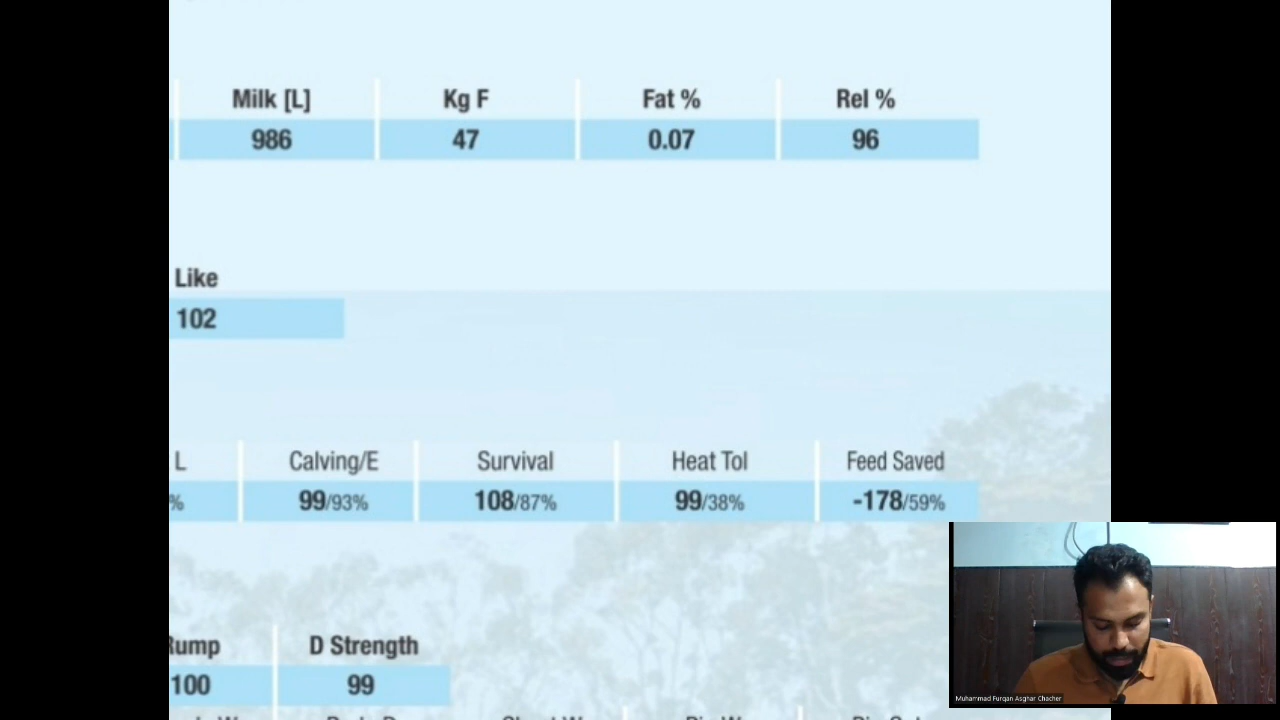 Milk [L] Kg F Fat % Rel %
986 47 0.07 96
Like
102
L Calving/E Survival Heat Tol Feed Saved
% 99/93% 108/87% 99/38% -178/59%
Rump D Strength
100 99
Muhammad Furqan Asghar Chacher